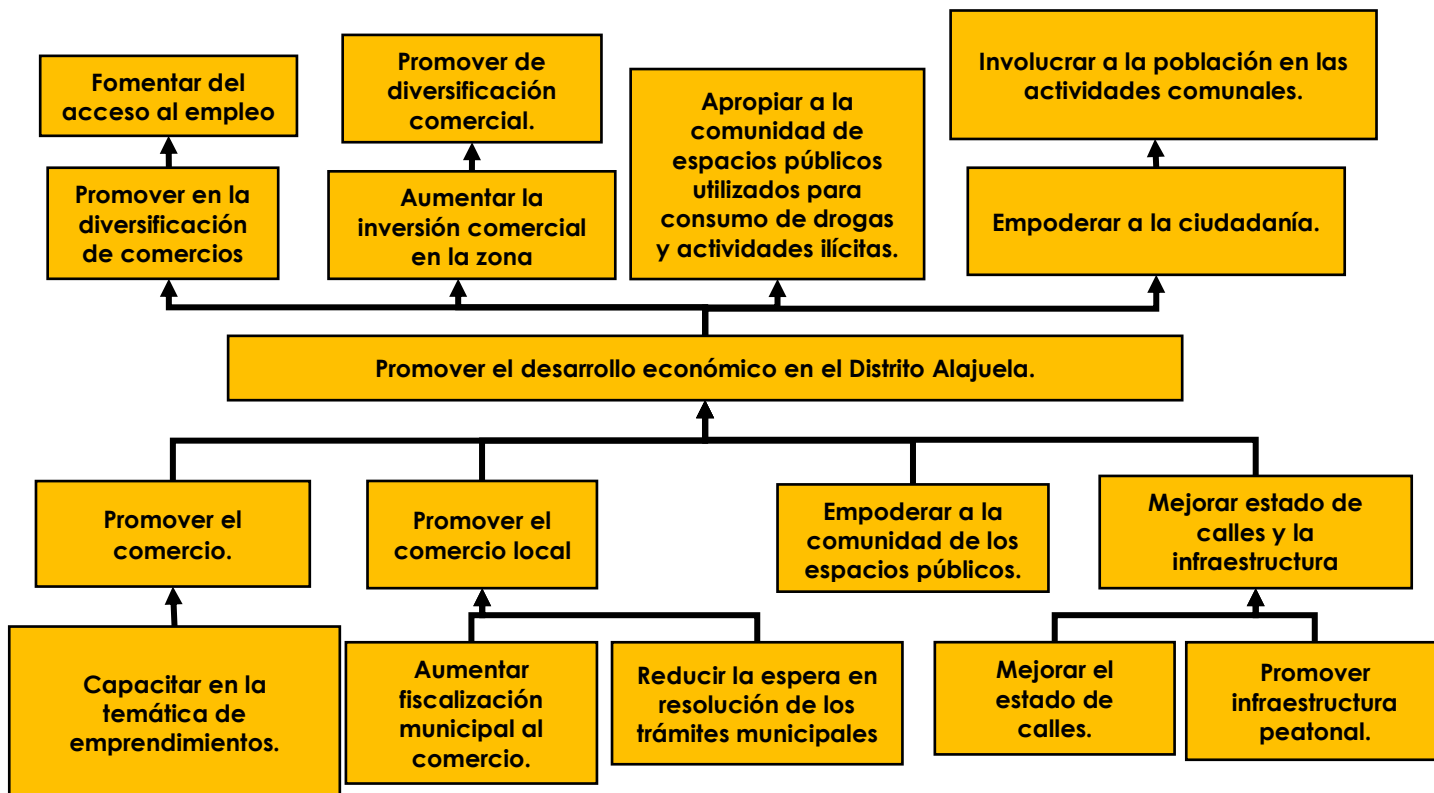 Fomentar del
acceso al empleo
Promover de
diversificación
comercial.
Apropiar a la
comunidad de
espacios públicos
utilizados para
consumo de drogas
y actividades ilícitas.
Involucrar a la población en las
actividades comunales.
Promover en la
diversificación
de comercios
Aumentar la
inversión comercial
en la zona
Empoderar a la ciudadanía.
Promover el desarrollo económico en el Distrito Alajuela.
Promover el
comercio.
Promover el
comercio local
Empoderar a la
comunidad de los
espacios públicos.
Mejorar estado de
calles y la
infraestructura
Capacitar en la
temática de
emprendimientos.
Aumentar
fiscalización
municipal al
comercio.
Reducir la espera en
resolución de los
trámites municipales
Mejorar el
estado de
calles.
Promover
infraestructura
peatonal.